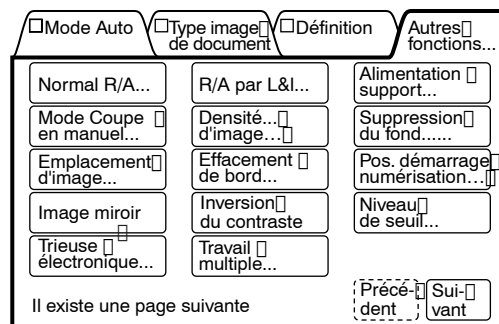 Mode Auto
Type image
de document
Définition
Autres
fonctions...
Normal R/A...
R/A par L&I...
Alimentation
support...
Mode Coupe
en manuel...
Densité...
d'image...
Suppression
du fond......
Emplacement
d'image...
Effacement
de bord...
Pos. démarrage
numérisation...
Image miroir
Inversion
du contraste
Niveau
de seuil...
Trieuse
électronique...
Travail
multiple...
Il existe une page suivante
Précé-
dent
Sui-
vant